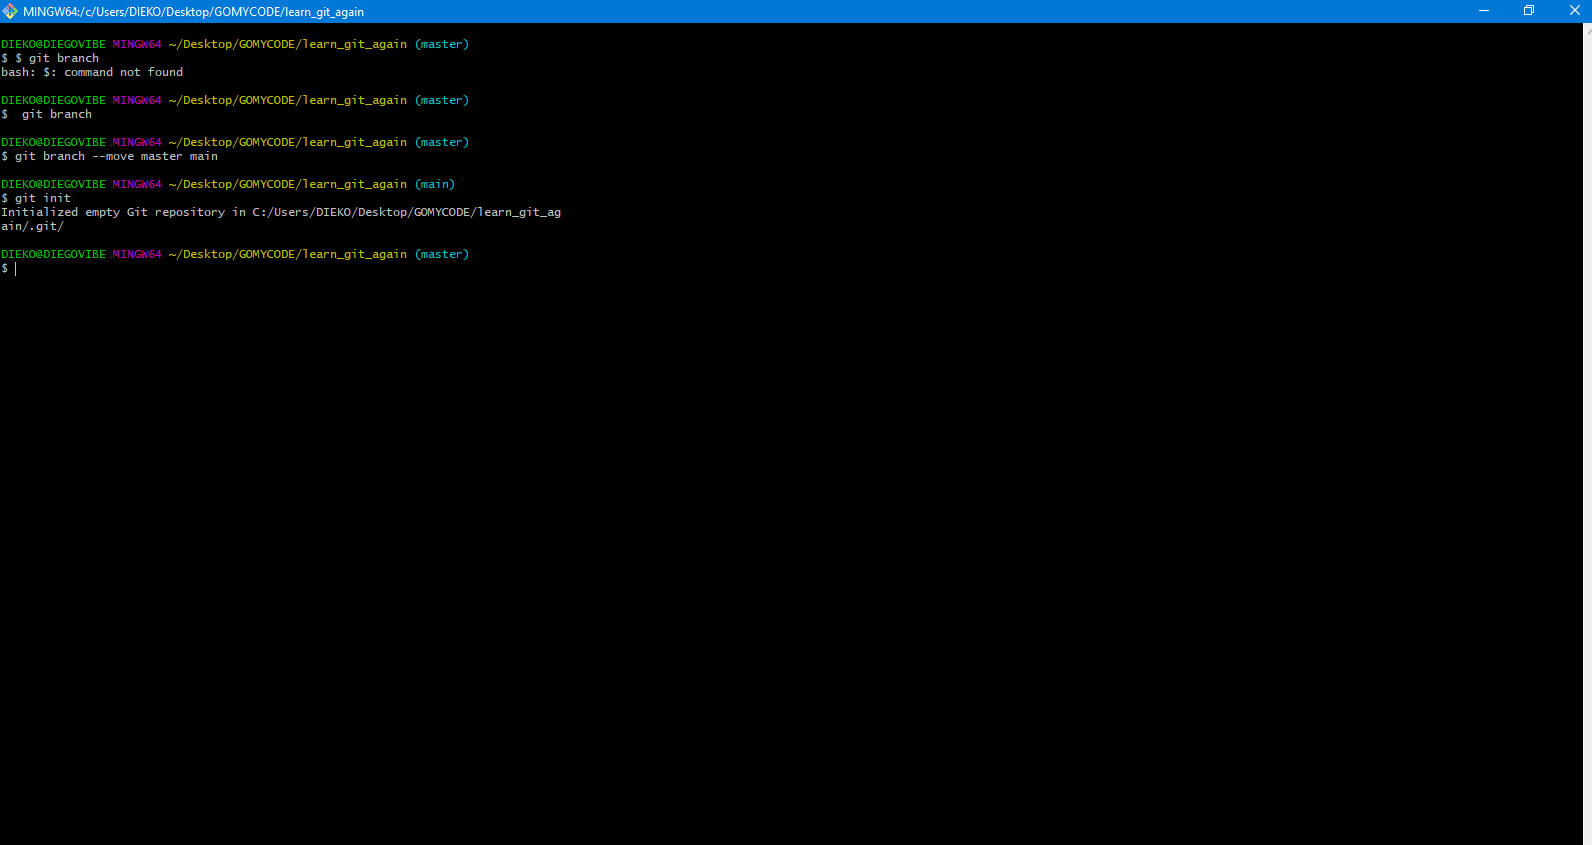 MINGW64:/c/Users/DIEKO/Desktop/GOMYCODE/learn_git_again
DIEKO@DIEGOVIBE MINGW64 ~/Desktop/GOMYCODE/learn_git_again (master)
$ $ git branch
bash: $: command not found
DIEKO@DIEGOVIBE MINGW64 ~/Desktop/GOMYCODE/learn_git_again (master)
$  git branch
DIEKO@DIEGOVIBE MINGW64 ~/Desktop/GOMYCODE/learn_git_again (master)
$ git branch --move master main
DIEKO@DIEGOVIBE MINGW64 ~/Desktop/GOMYCODE/learn_git_again (main)
$ git init
Initialized empty Git repository in C:/Users/DIEKO/Desktop/GOMYCODE/learn_git_ag
ain/.git/
DIEKO@DIEGOVIBE MINGW64 ~/Desktop/GOMYCODE/learn_git_again (master)
$